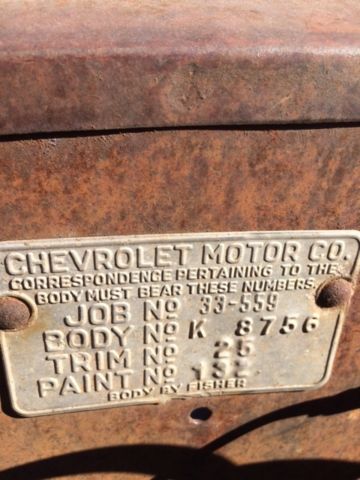 CHEVROLET MOTOR CO.
CORRESPONDENCE PERTAINING TO THE
BODY MUST BEAR THESE NUMBERS.
JOB Nº 33-559
BODY Nº K 8756
TRIM Nº 25
PAINT Nº 132
BODY BY FISHER